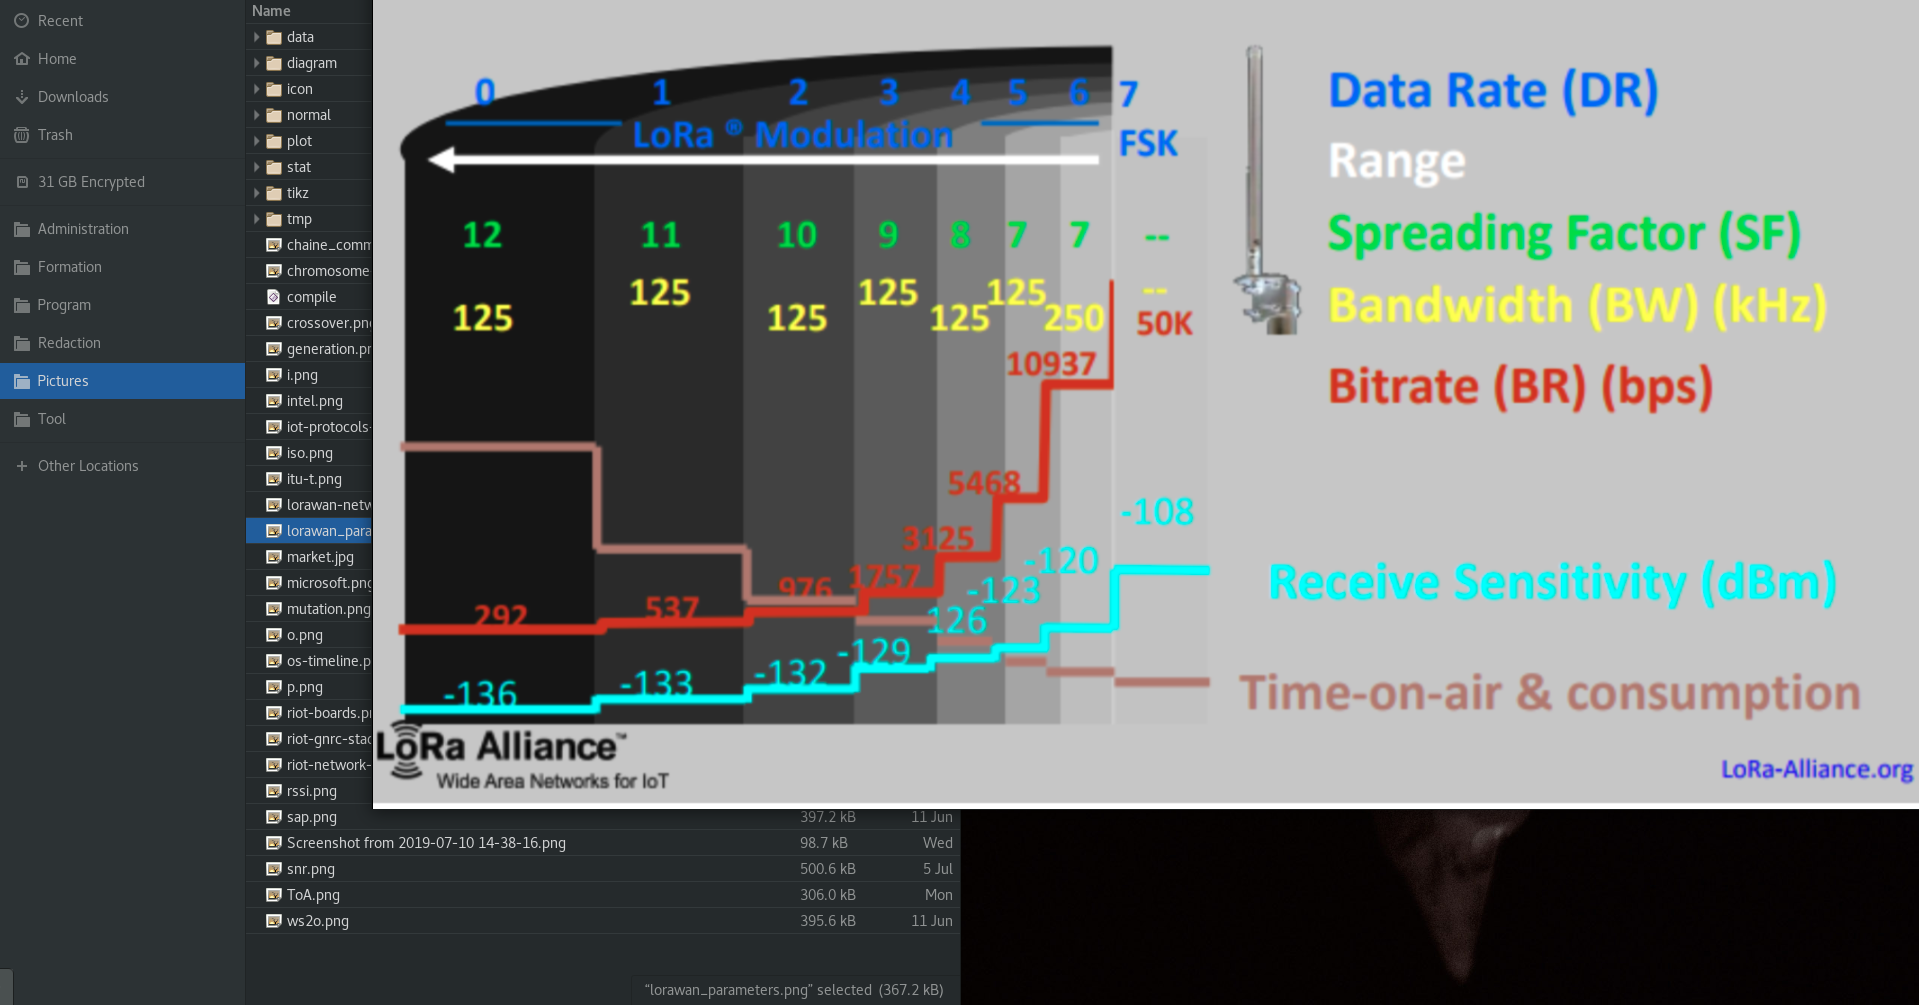 Recent
Home
Downloads
Trash
31 GB Encrypted
Administration
Formation
Program
Redaction
Pictures
Tool
Other Locations
Name
data
diagram
icon
normal
plot
stat
tikz
tmp
chaine_comm
chromosome-
compile
crossover.png
generation.pn
i.png
intel.png
iot-protocols-
iso.png
itu-t.png
lorawan-netw
lorawan_para
market.jpg
microsoft.png
mutation.png
o.png
os-timeline.p
p.png
riot-boards.pn
riot-gnrc-stac
riot-network-
rssi.png
sap.png 397.2 kB 11 Jun
Screenshot from 2019-07-10 14-38-16.png 98.7 kB Wed
snr.png 500.6 kB 5 Jul
ToA.png 306.0 kB Mon
ws2o.png 395.6 kB 11 Jun
"lorawan_parameters.png" selected (367.2 kB)
0 1 2 3 4 5 6 7
LoRa ® Modulation FSK
12 11 10 9 8 7 7 --
125 125 125 125 125 125 250 --
50K
10937
5468
3125
1757
976
537
292
-108
-120
-123
126
-129
-132
-133
-136
Data Rate (DR)
Range
Spreading Factor (SF)
Bandwidth (BW) (kHz)
Bitrate (BR) (bps)
Receive Sensitivity (dBm)
Time-on-air & consumption
LoRa Alliance™
Wide Area Networks for IoT
LoRa-Alliance.org